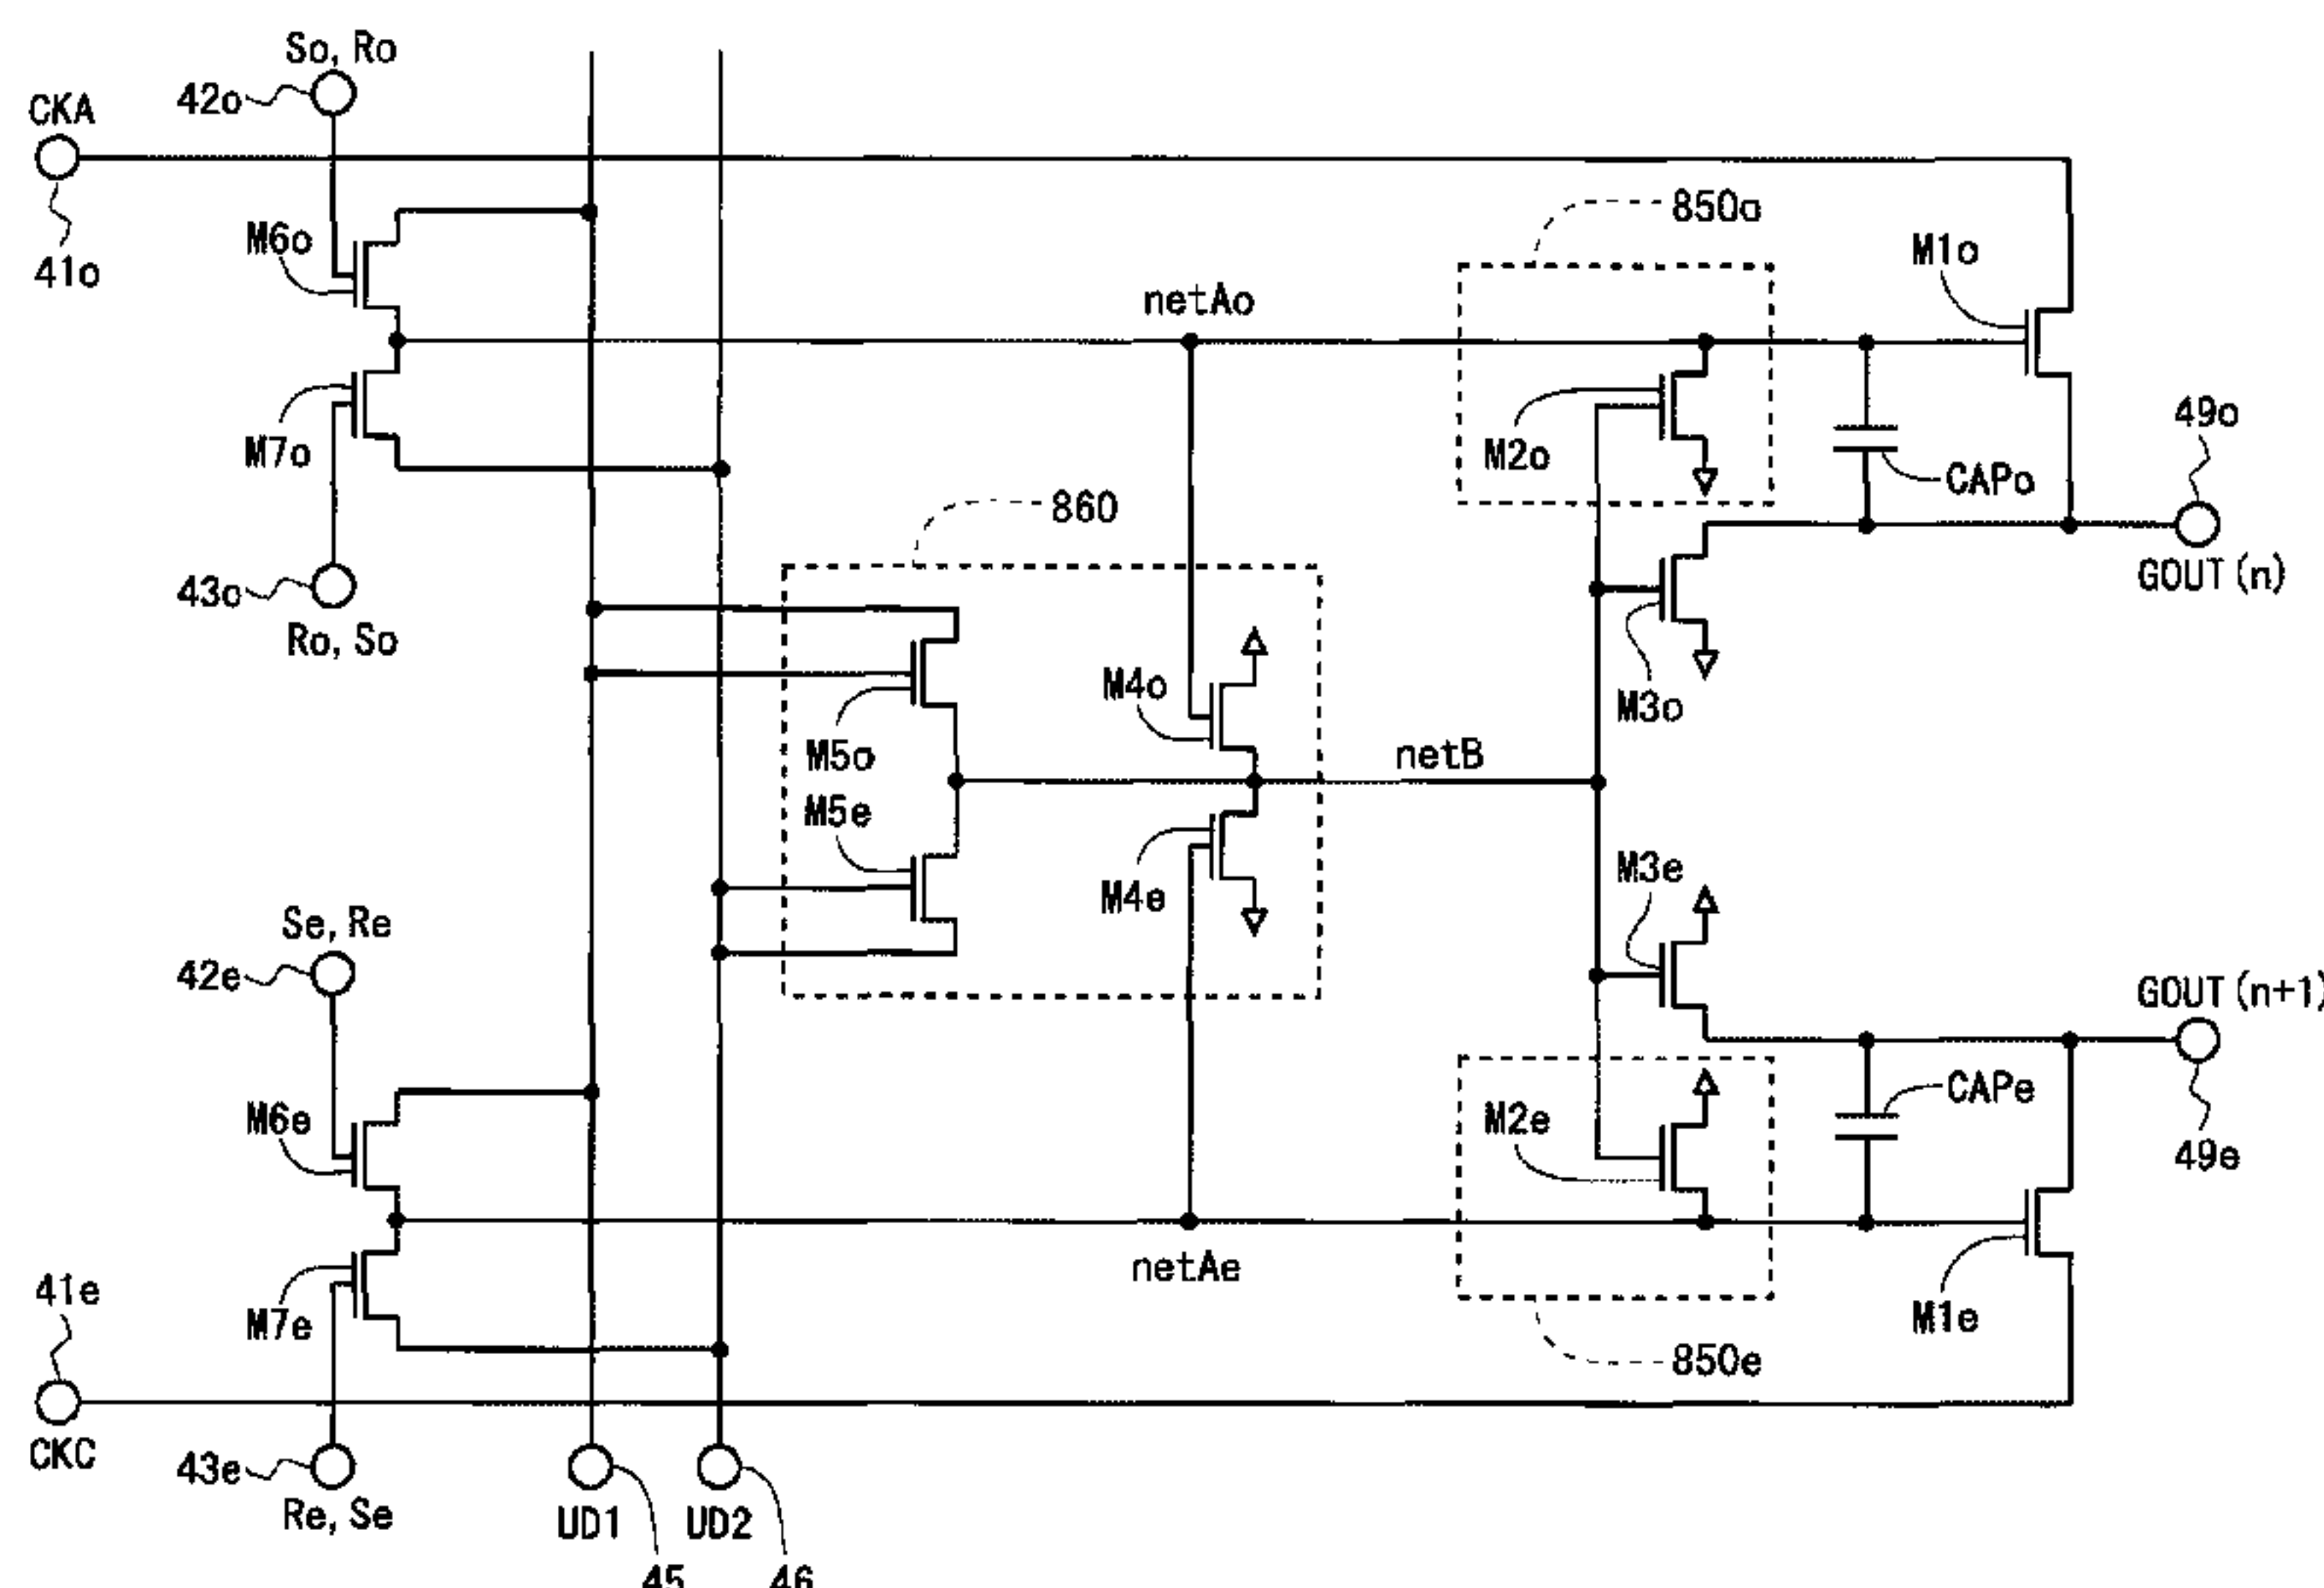 So, Ro
42o
CKA
41o
M6o
M7o
43o
Ro, So
netAo
850o
M1o
M2o
CAPo
49o
GOUT(n)
860
M3o
M4o
M5o
netB
M5e
M4e
M3e
Se, Re
42e
GOUT(n+1)
CAPe
M6e
M2e
49e
netAe
41e
M7e
M1e
850e
CKC
43e
Re, Se
UD1
UD2
45
46